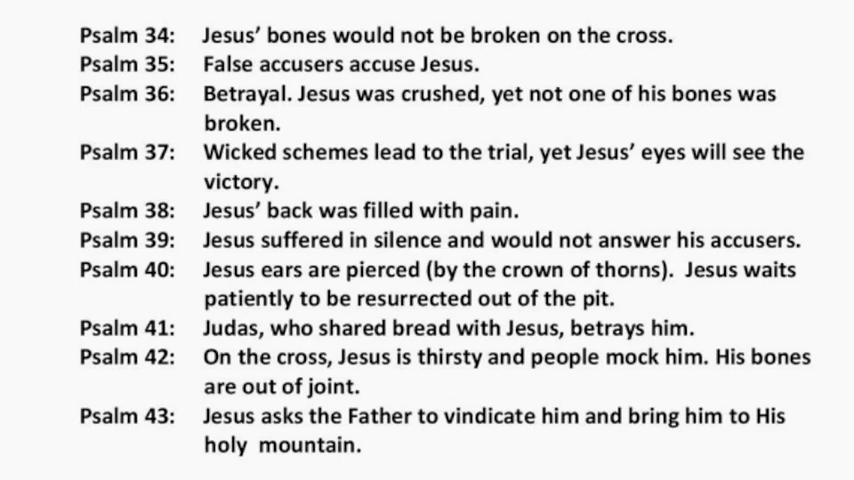 Psalm 34: Jesus’ bones would not be broken on the cross.
Psalm 35: False accusers accuse Jesus.
Psalm 36: Betrayal. Jesus was crushed, yet not one of his bones was
broken.
Psalm 37: Wicked schemes lead to the trial, yet Jesus’ eyes will see the
victory.
Psalm 38: Jesus’ back was filled with pain.
Psalm 39: Jesus suffered in silence and would not answer his accusers.
Psalm 40: Jesus ears are pierced (by the crown of thorns).  Jesus waits
patiently to be resurrected out of the pit.
Psalm 41: Judas, who shared bread with Jesus, betrays him.
Psalm 42: On the cross, Jesus is thirsty and people mock him. His bones
are out of joint.
Psalm 43: Jesus asks the Father to vindicate him and bring him to His
holy  mountain.